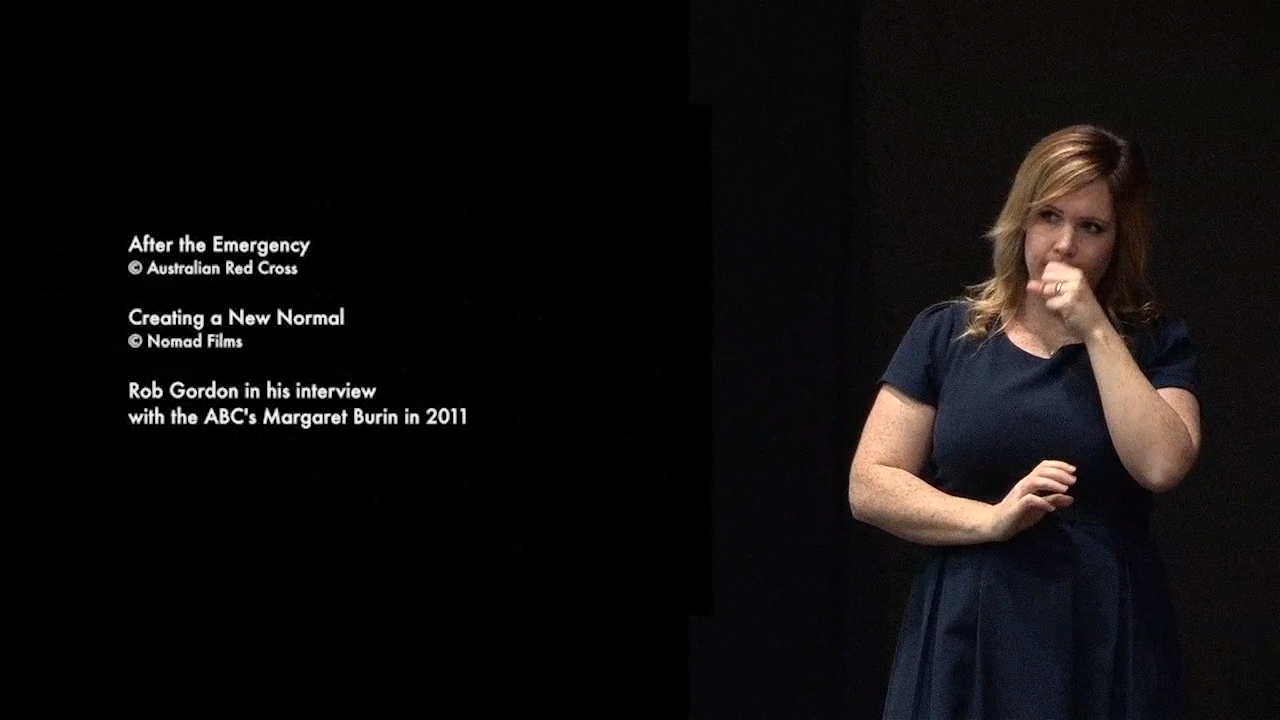 After the Emergency
© Australian Red Cross
Creating a New Normal
© Nomad Films
Rob Gordon in his interview
with the ABC's Margaret Burin in 2011